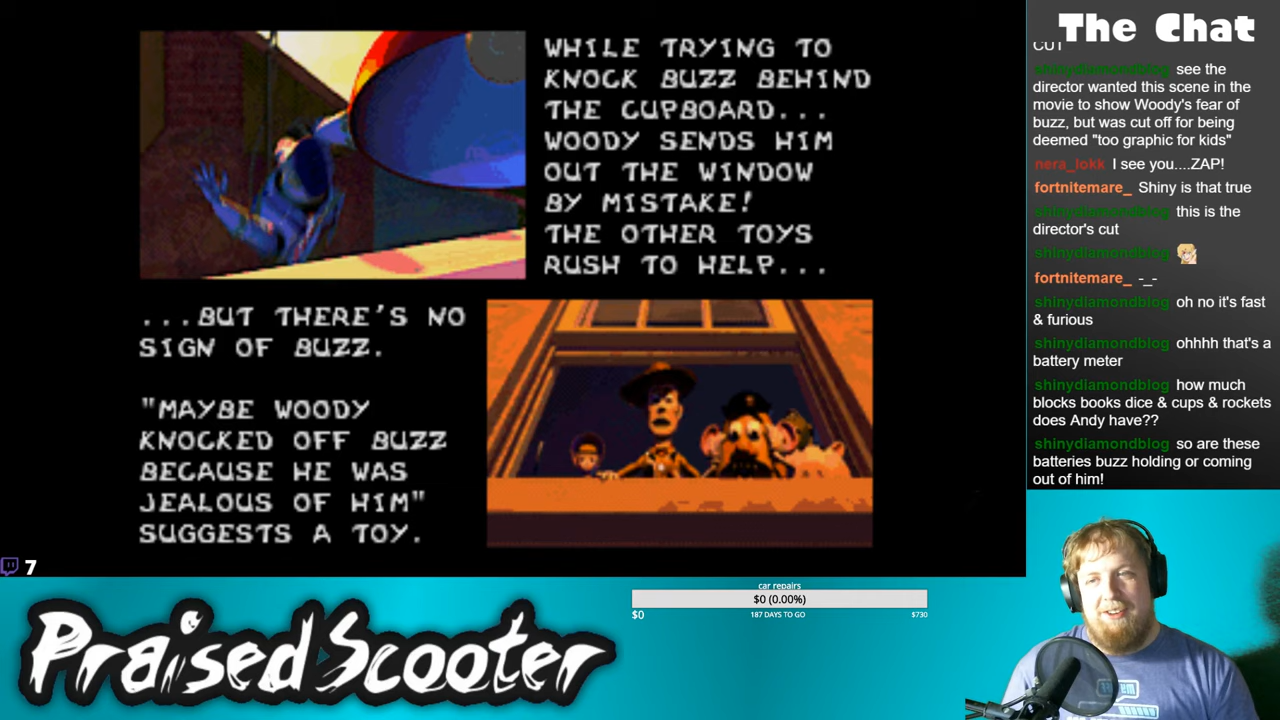 WHILE TRYING TO
KNOCK BUZZ BEHIND
THE CUPBOARD...
WOODY SENDS HIM
OUT THE WINDOW
BY MISTAKE!
THE OTHER TOYS
RUSH TO HELP...
...BUT THERE'S NO
SIGN OF BUZZ.
"MAYBE WOODY
KNOCKED OFF BUZZ
BECAUSE HE WAS
JEALOUS OF HIM"
SUGGESTS A TOY.
The Chat
CUT
shinydiamondblog see the
director wanted this scene in the
movie to show Woody's fear of
buzz, but was cut off for being
deemed "too graphic for kids"
nera_lokk I see you....ZAP!
fortnitemare_ Shiny is that true
shinydiamondblog this is the
director's cut
shinydiamondblog
fortnitemare_ -_-
shinydiamondblog oh no it's fast
& furious
shinydiamondblog ohhhh that's a
battery meter
shinydiamondblog how much
blocks books dice & cups & rockets
does Andy have??
shinydiamondblog so are these
batteries buzz holding or coming
out of him!
7
car repairs
$0 (0.00%)
$0 187 DAYS TO GO $730
PraisedScooter